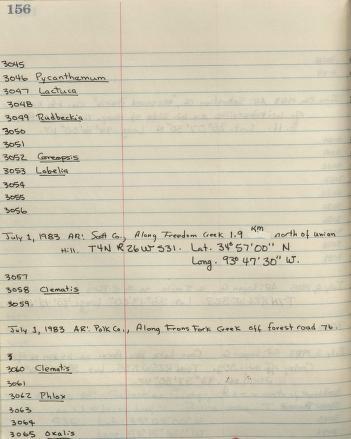 156
3045
3046 Pycanthemum
3047 Lactuca
3048
3049 Rudbeckia
3050
3051
3052 Coreopsis
3053 Lobelia
3054
3055
3056
July 1, 1983 AR: Scott Co., Along Freedom Creek 1.9 Km north of union
Hill. T4N R26W S31. Lat. 34°57'00" N
Long. 93°47'30" W.
3057
3058 Clematis
3059
July 1, 1983 AR: Polk Co., Along Frans Fork Creek off forest road 76.
3060 Clematis
3061
3062 Phlox
3063
3064
3065 Oxalis